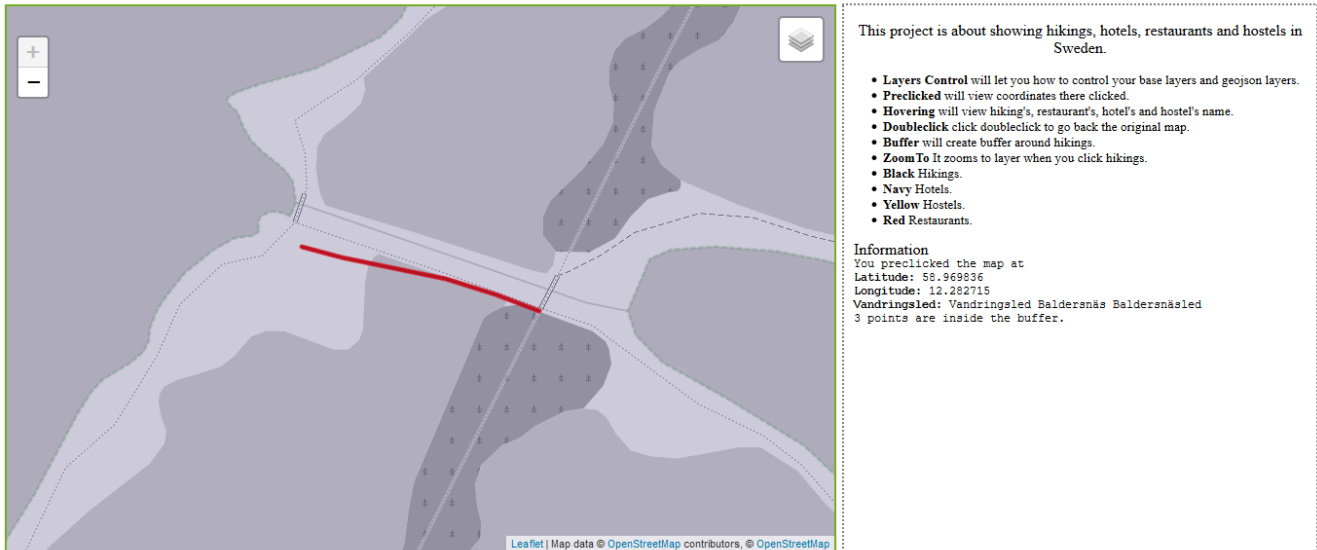 +
−
Leaflet | Map data © OpenStreetMap contributors, © OpenStreetMap
This project is about showing hikings, hotels, restaurants and hostels in
Sweden.
• Layers Control will let you how to control your base layers and geojson layers.
• Preclicked will view coordinates there clicked.
• Hovering will view hiking's, restaurant's, hotel's and hostel's name.
• Doubleclick click doubleclick to go back the original map.
• Buffer will create buffer around hikings.
• ZoomTo It zooms to layer when you click hikings.
• Black Hikings.
• Navy Hotels.
• Yellow Hostels.
• Red Restaurants.
Information
You preclicked the map at
Latitude: 58.969836
Longitude: 12.282715
Vandringsled: Vandringsled Baldersnäs Baldersnäsled
3 points are inside the buffer.